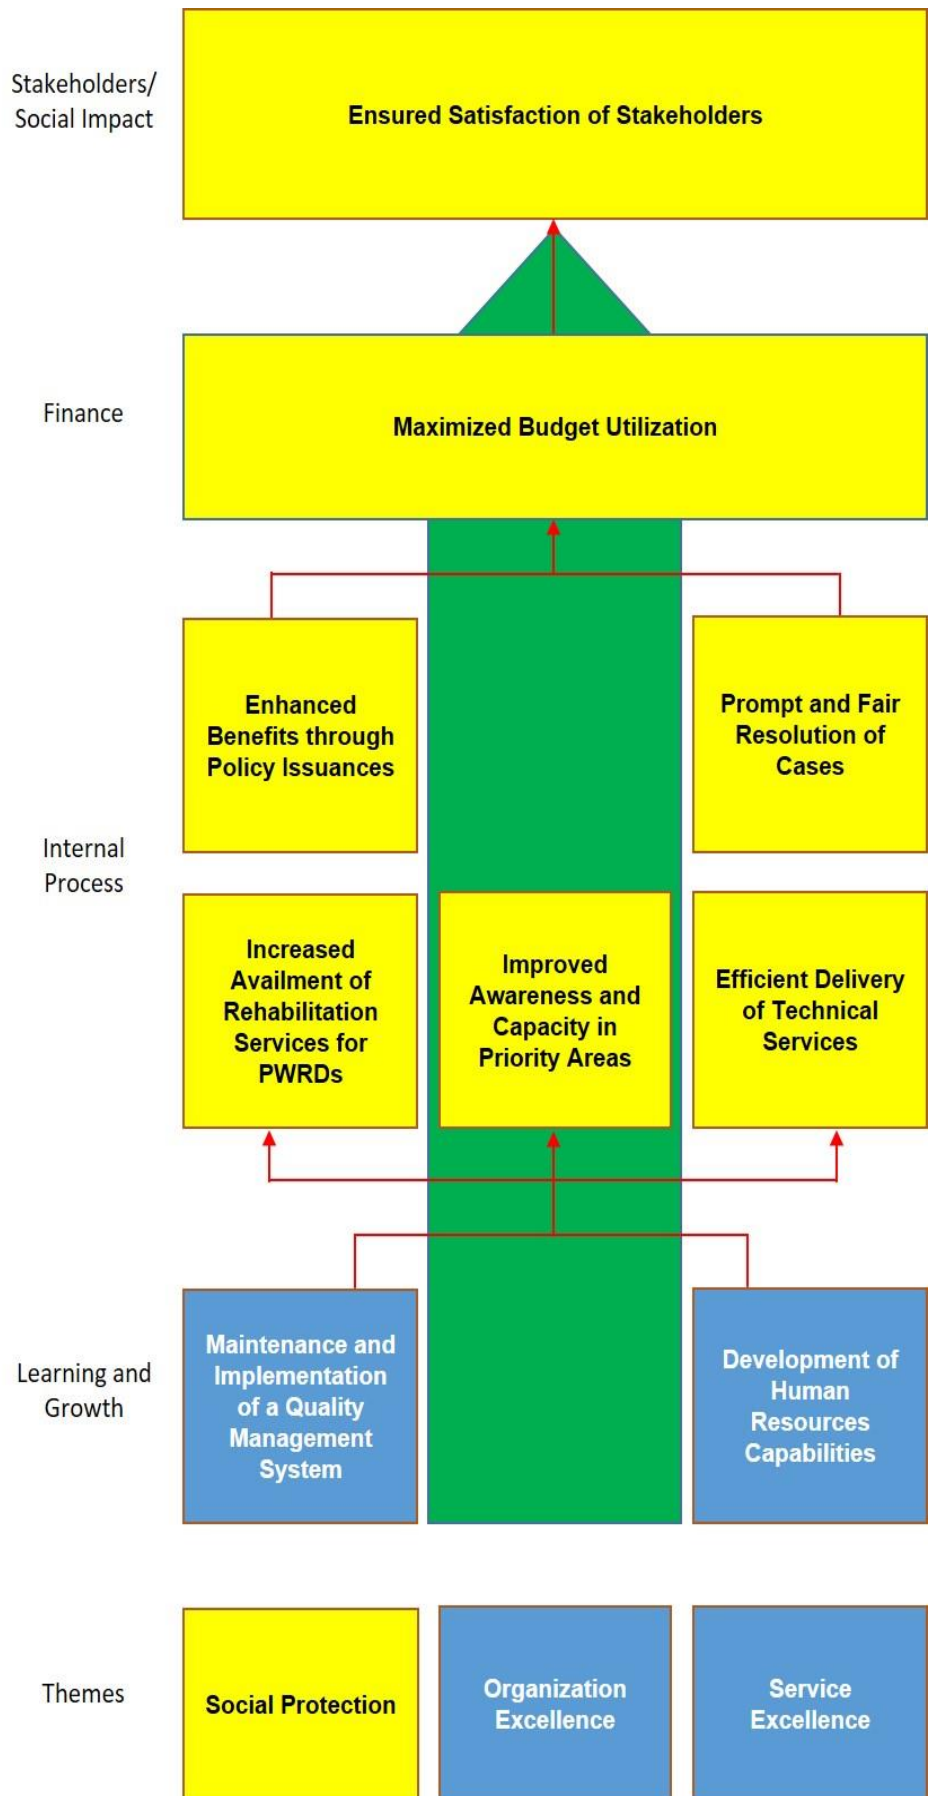 Stakeholders/
Social Impact
Ensured Satisfaction of Stakeholders
Finance
Maximized Budget Utilization
Internal
Process
Enhanced
Benefits through
Policy Issuances
Prompt and Fair
Resolution of
Cases
Increased
Availment of
Rehabilitation
Services for
PWRDs
Improved
Awareness and
Capacity in
Priority Areas
Efficient Delivery
of Technical
Services
Learning and
Growth
Maintenance and
Implementation
of a Quality
Management
System
Development of
Human
Resources
Capabilities
Themes
Social Protection
Organization
Excellence
Service
Excellence